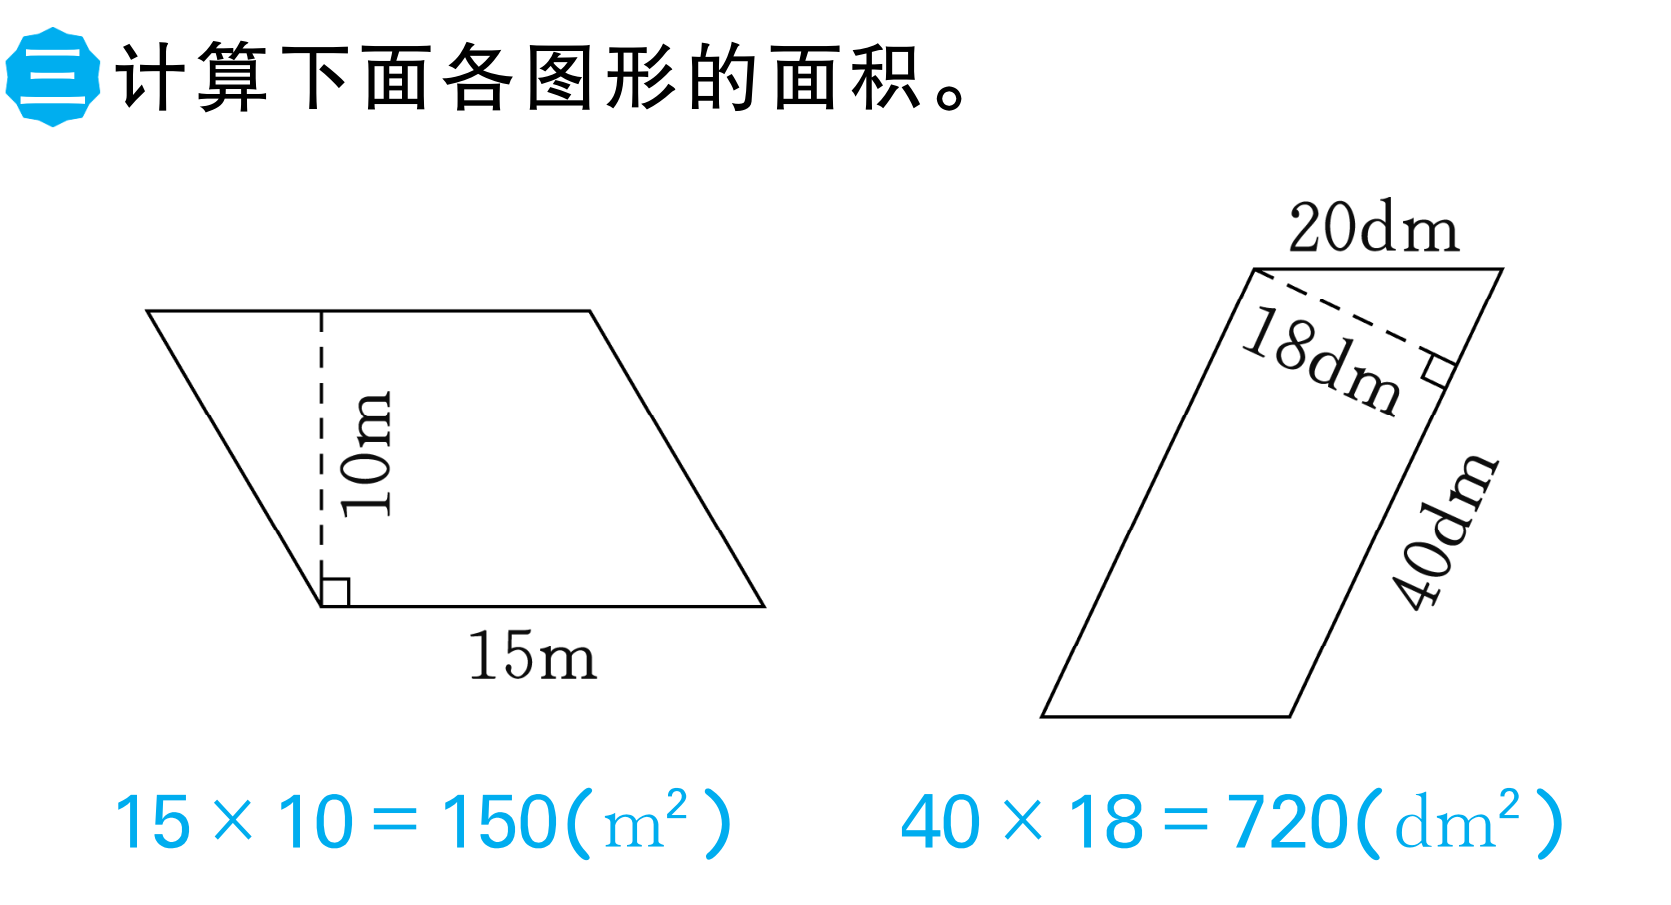 三 计算下面各图形的面积。
20dm
18dm
10m
40dm
15m
15 × 10 = 150(m²)
40 × 18 = 720(dm²)